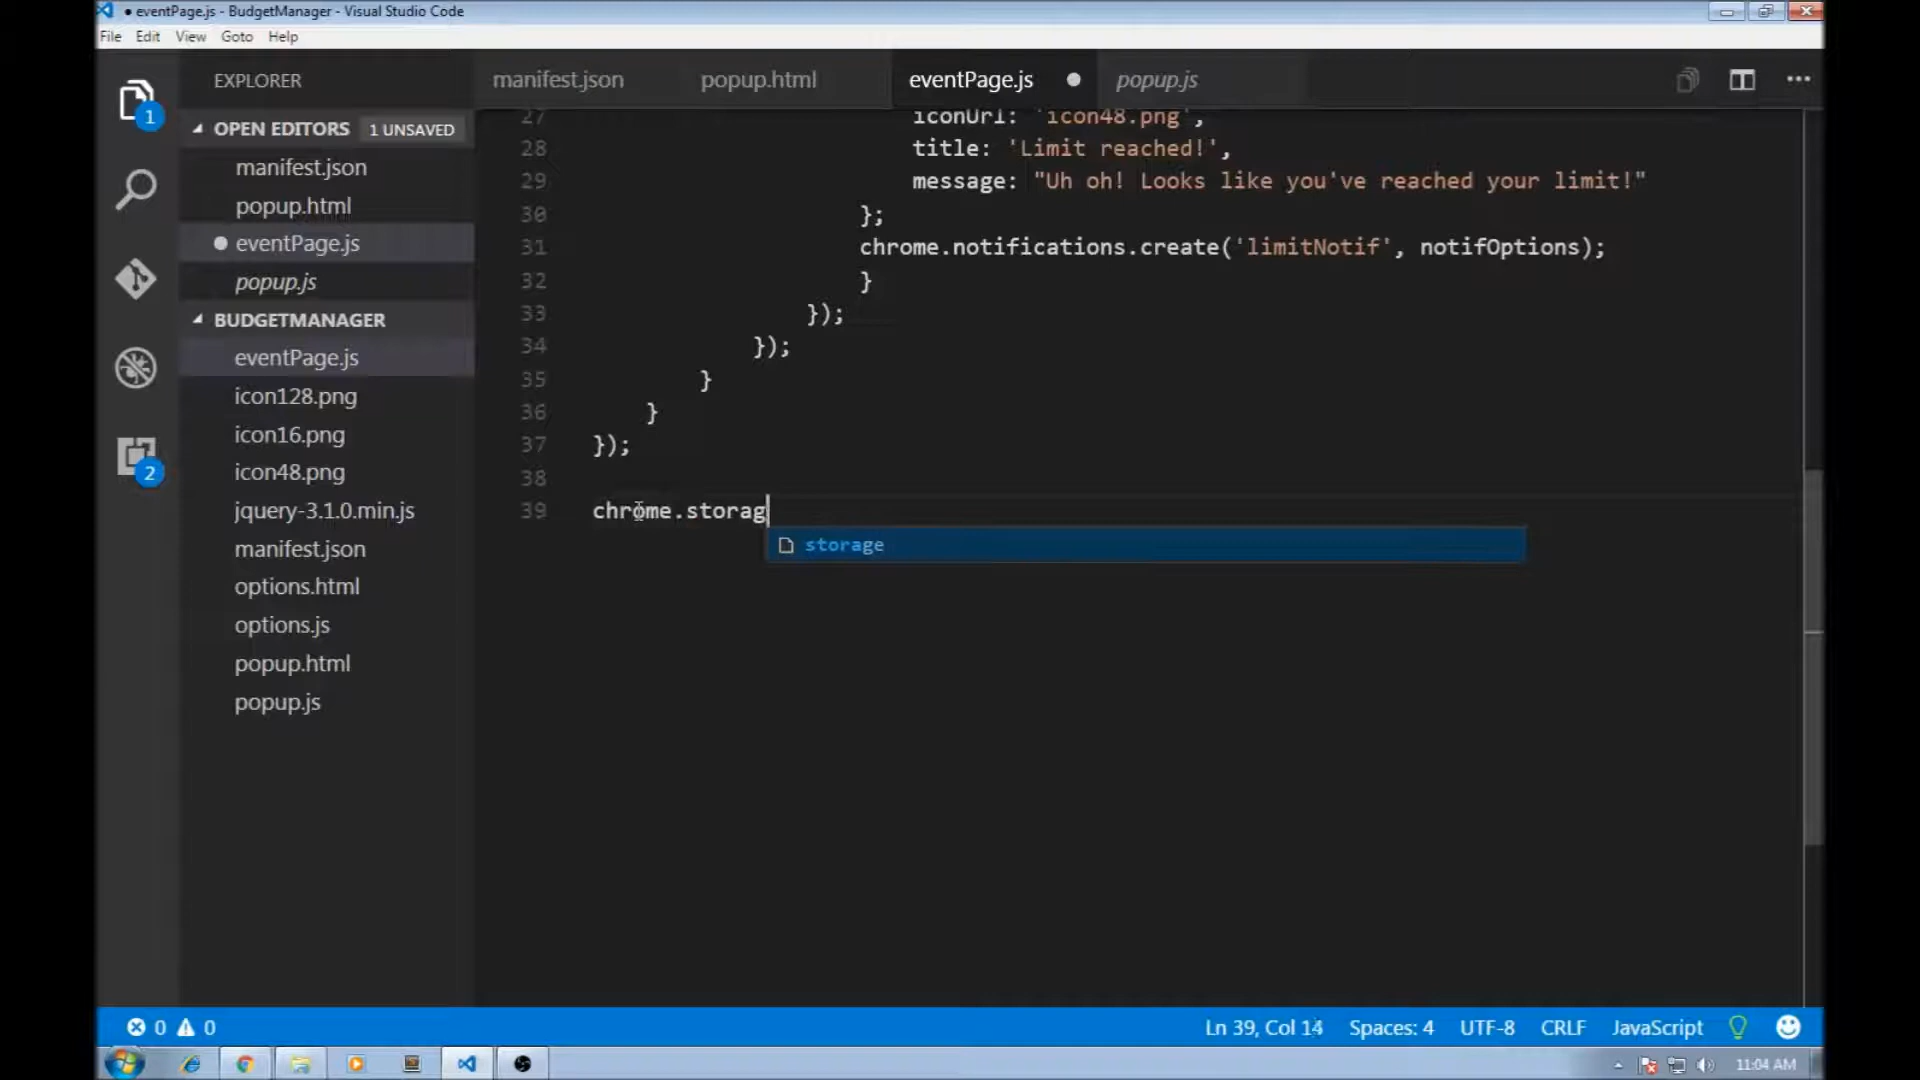 ● eventPage.js - BudgetManager - Visual Studio Code
File Edit View Goto Help
EXPLORER
manifest.json popup.html eventPage.js ● popup.js
OPEN EDITORS 1 UNSAVED
manifest.json
popup.html
● eventPage.js
popup.js
BUDGETMANAGER
eventPage.js
icon128.png
icon16.png
icon48.png
jquery-3.1.0.min.js
manifest.json
options.html
options.js
popup.html
popup.js
1
2
27 iconUrl: 'icon48.png',
28 title: 'Limit reached!',
29 message: "Uh oh! Looks like you've reached your limit!"
30 };
31 chrome.notifications.create('limitNotif', notifOptions);
32 }
33 });
34 });
35 }
36 }
37 });
38
39 chrome.storag
storage
0 0 Ln 39, Col 14 Spaces: 4 UTF-8 CRLF JavaScript
11:04 AM